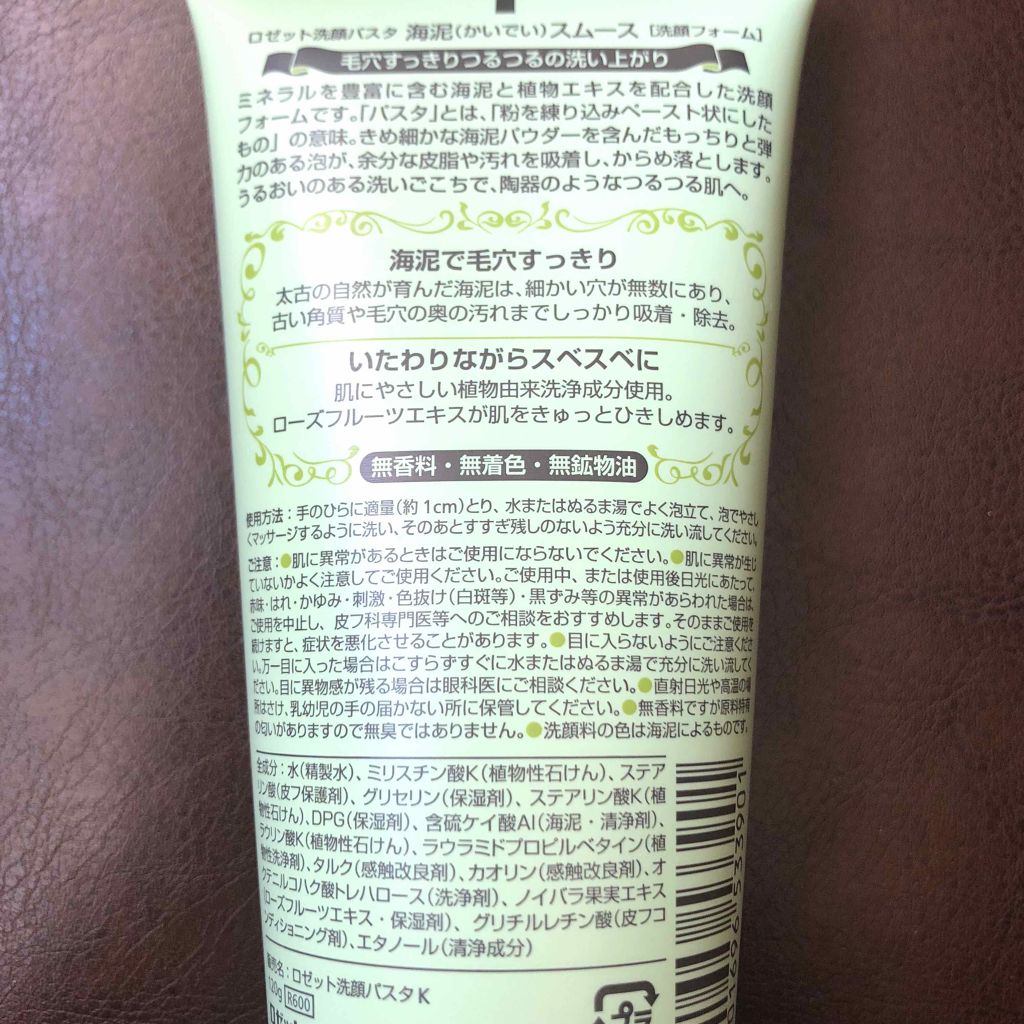 ロゼット洗顔パスタ 海泥(かいでい)スムース [洗顔フォーム]
毛穴すっきりつるつるの洗い上がり
ミネラルを豊富に含む海泥と植物エキスを配合した洗顔
フォームです。「パスタ」とは、「粉を練り込みペースト状にした
もの」の意味。きめ細かな海泥パウダーを含んだもっちりと弾
力のある泡が、余分な皮脂や汚れを吸着し、からめ落とします。
うるおいのある洗いごこちで、陶器のようなつるつる肌へ。
海泥で毛穴すっきり
太古の自然が育んだ海泥は、細かい穴が無数にあり、
古い角質や毛穴の奥の汚れまでしっかり吸着・除去。
いたわりながらスベスベに
肌にやさしい植物由来洗浄成分使用。
ローズフルーツエキスが肌をきゅっとひきしめます。
無香料・無着色・無鉱物油
使用方法：手のひらに適量(約1cm)とり、水またはぬるま湯でよく泡立て、泡でやさし
くマッサージするように洗い、そのあとすすぎ残しのないよう充分に洗い流してください。
ご注意：●肌に異常があるときはご使用にならないでください。●肌に異常が生じ
ていないかよく注意してご使用ください。ご使用中、または使用後日光にあたって、
赤味・はれ・かゆみ・刺激・色抜け(白斑等)・黒ずみ等の異常があらわれた場合は、
ご使用を中止し、皮フ科専門医等へのご相談をおすすめします。そのままご使用を
続けますと、症状を悪化させることがあります。●目に入らないようにご注意くださ
い。万一目に入った場合はこすらずすぐに水またはぬるま湯で充分に洗い流してく
ださい。目に異物感が残る場合は眼科医にご相談ください。●直射日光や高温の場
所はさけ、乳幼児の手の届かない所に保管してください。●無香料ですが原料特有
の匂いがありますので無臭ではありません。●洗顔料の色は海泥によるものです。
全成分：水(精製水)、ミリスチン酸K(植物性石けん)、ステア
リン酸(皮フ保護剤)、グリセリン(保湿剤)、ステアリン酸K(植
物性石けん)、DPG(保湿剤)、含硫ケイ酸Al(海泥・清浄剤)、
ラウリン酸K(植物性石けん)、ラウラミドプロピルベタイン(植
物性洗浄剤)、タルク(感触改良剤)、カオリン(感触改良剤)、オ
クテニルコハク酸トレハロース(洗浄剤)、ノイバラ果実エキス
(ローズフルーツエキス・保湿剤)、グリチルレチン酸(皮フコ
ンディショニング剤)、エタノール(清浄成分)
販売名：ロゼット洗顔パスタK
120g R600
ロゼット
プ